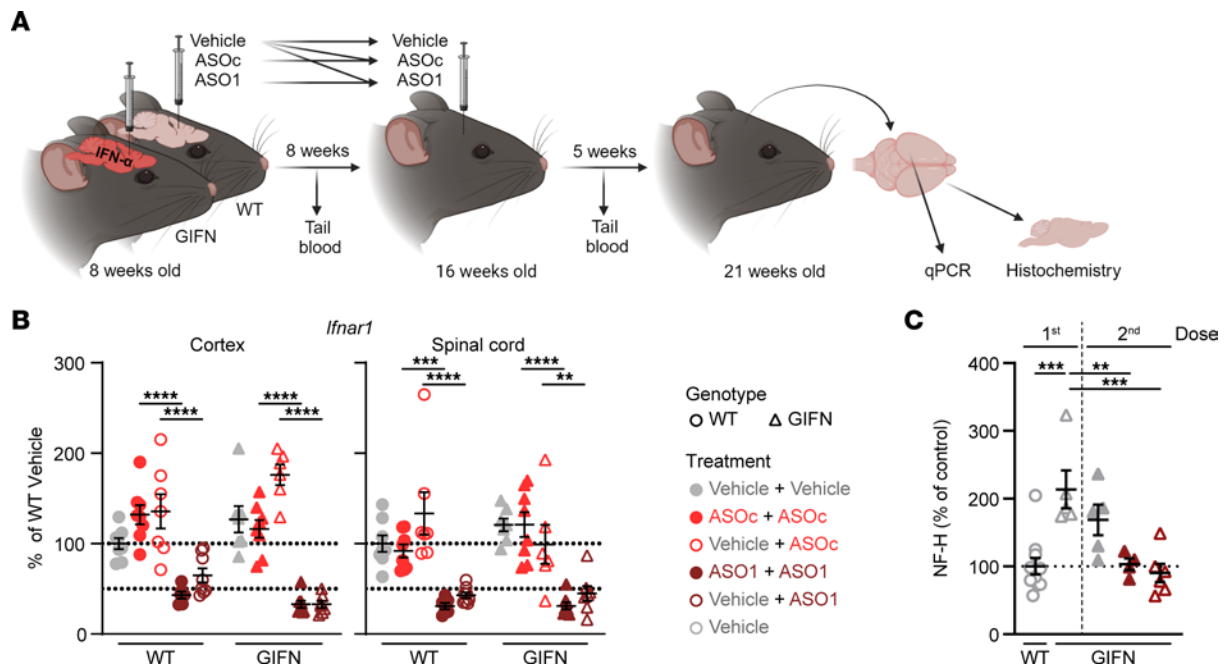 A
Vehicle
ASOc
ASO1
Vehicle
ASOc
ASO1
IFN-α
8 weeks
5 weeks
WT
GIFN
Tail
blood
Tail
blood
8 weeks old
16 weeks old
21 weeks old
qPCR
Histochemistry
B
Ifnar1
Cortex
Spinal cord
% of WT Vehicle
300
200
100
0
****
****
****
****
***
****
****
**
WT
GIFN
WT
GIFN
Genotype
WT
GIFN
Treatment
Vehicle + Vehicle
ASOc + ASOc
Vehicle + ASOc
ASO1 + ASO1
Vehicle + ASO1
Vehicle
C
1st
2nd
Dose
***
**
***
NF-H (% of control)
400
300
200
100
0
WT
GIFN